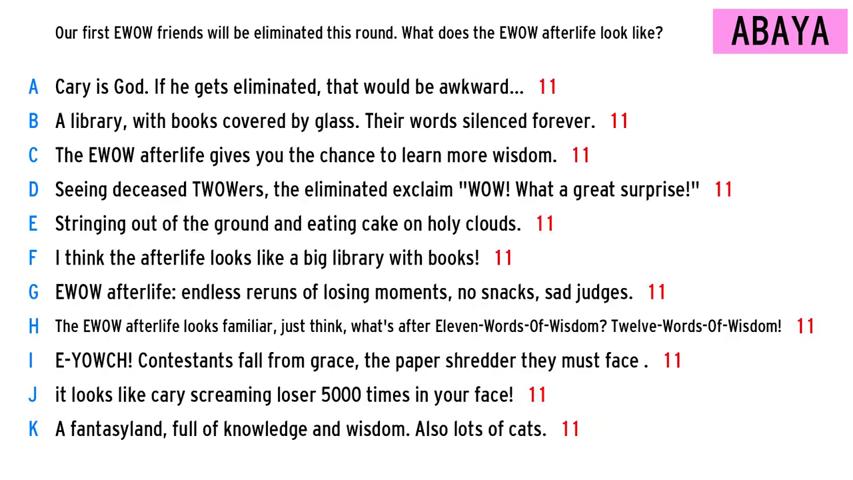 Our first EWOW friends will be eliminated this round. What does the EWOW afterlife look like?
ABAYA
A Cary is God. If he gets eliminated, that would be awkward... 11
B A library, with books covered by glass. Their words silenced forever. 11
C The EWOW afterlife gives you the chance to learn more wisdom. 11
D Seeing deceased TWOWers, the eliminated exclaim "WOW! What a great surprise!" 11
E Stringing out of the ground and eating cake on holy clouds. 11
F I think the afterlife looks like a big library with books! 11
G EWOW afterlife: endless reruns of losing moments, no snacks, sad judges. 11
H The EWOW afterlife looks familiar, just think, what's after Eleven-Words-Of-Wisdom? Twelve-Words-Of-Wisdom! 11
I E-YOWCH! Contestants fall from grace, the paper shredder they must face . 11
J it looks like cary screaming loser 5000 times in your face! 11
K A fantasyland, full of knowledge and wisdom. Also lots of cats. 11